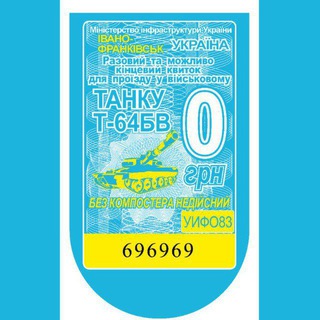 Міністерство інфраструктури України
ІВАНО-
ФРАНКІВСЬК УКРАЇНА
Разовий та можливо
кінцевий квиток
для проїзду у військовому
ТАНКУ
Т-64БВ
0
грн
БЕЗ КОМПОСТЕРА НЕДІСНИЙ
УИФО83
696969